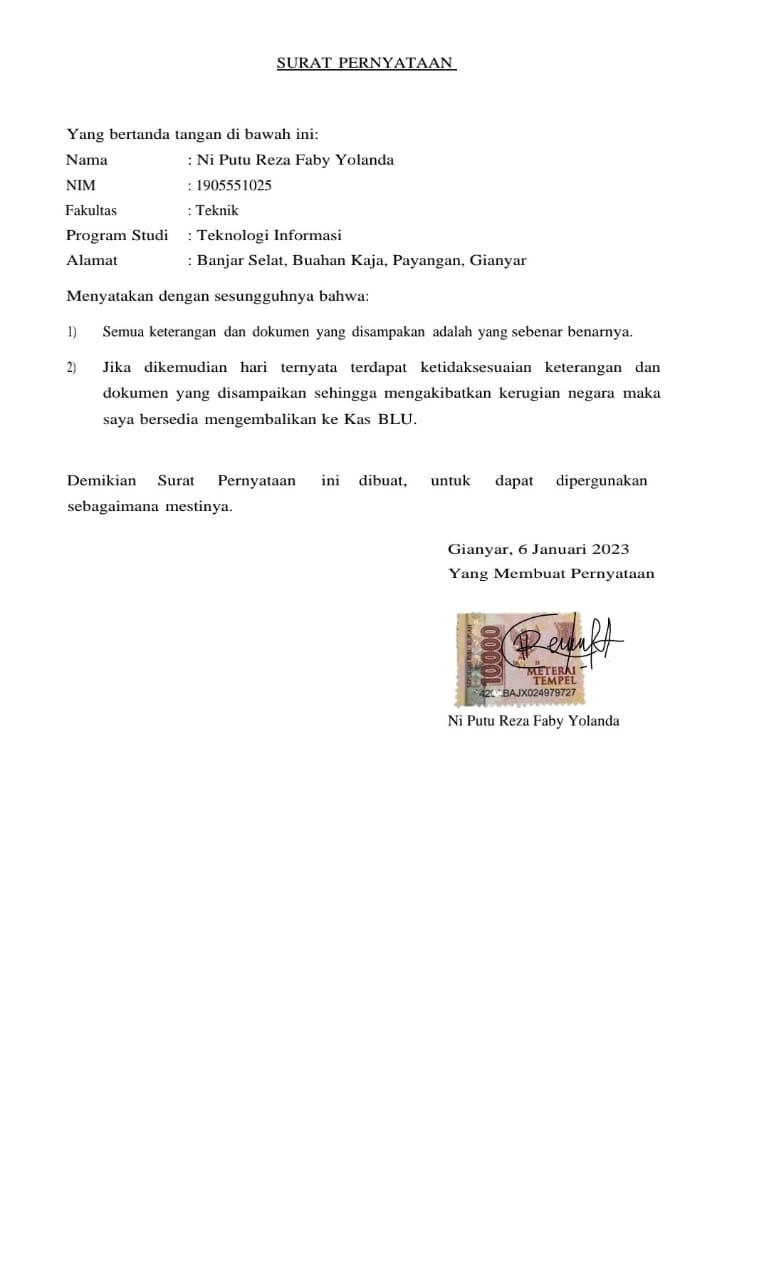 SURAT PERNYATAAN
Yang bertanda tangan di bawah ini:
Nama : Ni Putu Reza Faby Yolanda
NIM : 1905551025
Fakultas : Teknik
Program Studi : Teknologi Informasi
Alamat : Banjar Selat, Buahan Kaja, Payangan, Gianyar
Menyatakan dengan sesungguhnya bahwa:
1) Semua keterangan dan dokumen yang disampakan adalah yang sebenar benarnya.
2) Jika dikemudian hari ternyata terdapat ketidaksesuaian keterangan dan
dokumen yang disampaikan sehingga mengakibatkan kerugian negara maka
saya bersedia mengembalikan ke Kas BLU.
Demikian Surat Pernyataan ini dibuat, untuk dapat dipergunakan
sebagaimana mestinya.
Gianyar, 6 Januari 2023
Yang Membuat Pernyataan
10000
METERAI
TEMPEL
BAJX024979727
Ni Putu Reza Faby Yolanda